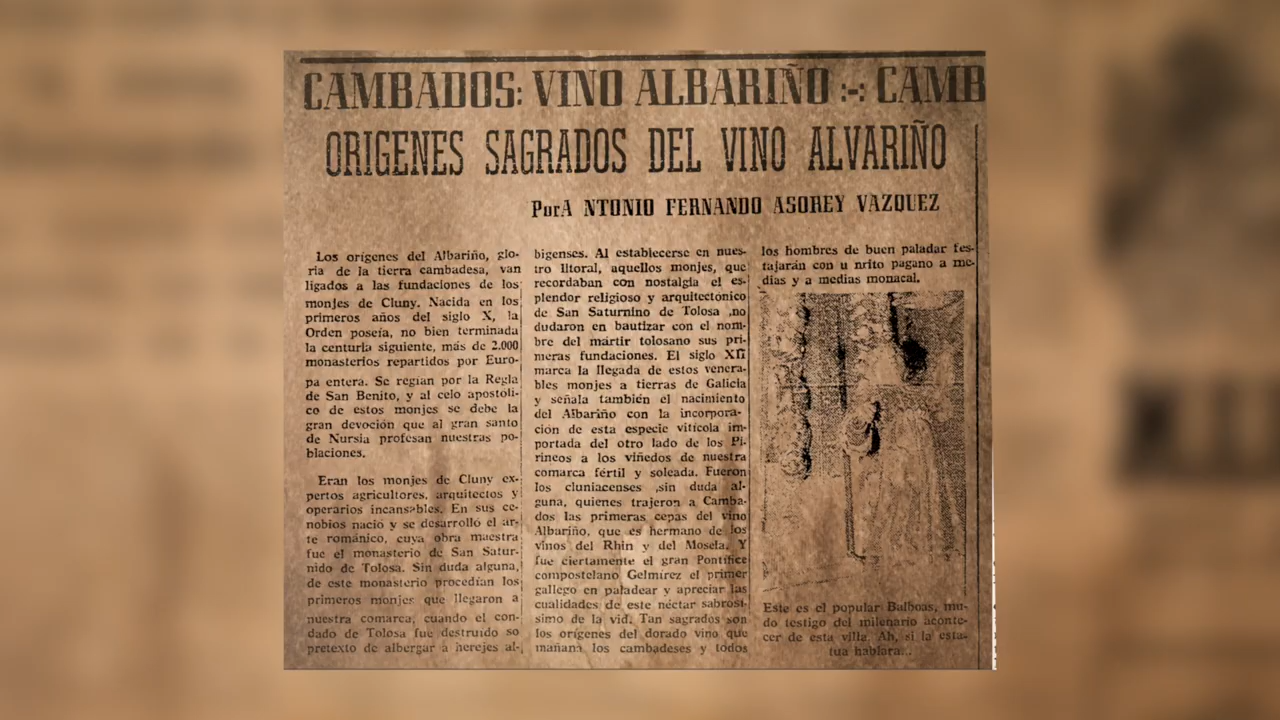 CAMBADOS: VINO ALBARIÑO :-: CAMB
ORIGENES SAGRADOS DEL VINO ALVARIÑO
PorA NTONIO FERNANDO ASOREY VAZQUEZ
Los orígenes del Albariño, glo-
ria de la tierra cambadesa, van
ligados a las fundaciones de los
monjes de Cluny. Nacida en los
primeros años del siglo X, la
Orden poseía, no bien terminada
la centuria siguiente, más de 2.000
monasterios repartidos por Euro-
pa entera. Se regían por la Regla
de San Benito, y al celo apostóli-
co de estos monjes se debe la
gran devoción que al gran santo
de Nursia profesan nuestras po-
blaciones.
Eran los monjes de Cluny ex-
pertos agricultores, arquitectos y
operarios incansables. En sus ce-
nobios nació y se desarrolló el ar-
te románico, cuya obra maestra
fue el monasterio de San Satur-
nido de Tolosa. Sin duda alguna,
de este monasterio procedían los
primeros monjes que llegaron a
nuestra comarca, cuando el con-
dado de Tolosa fue destruido so
pretexto de albergar a herejes al-
bigenses. Al establecerse en nues-
tro litoral, aquellos monjes, que
recordaban con nostalgia el es-
plendor religioso y arquitectónico
de San Saturnino de Tolosa ,no
dudaron en bautizar con el nom-
bre del mártir tolosano sus pri-
meras fundaciones. El siglo XII
marca la llegada de estos venera-
bles monjes a tierras de Galicia
y señala también el nacimiento
del Albariño con la incorpora-
ción de esta especie vitícola im-
portada del otro lado de los Pi-
rineos a los viñedos de nuestra
comarca fértil y soleada. Fueron
los cluniacenses ,sin duda al-
guna, quienes trajeron a Camba-
dos las primeras cepas del vino
Albariño, que es hermano de los
vinos del Rhin y del Mosela. Y
fue ciertamente el gran Pontífice
compostelano Gelmírez el primer
gallego en paladear y apreciar las
cualidades de este néctar sabrosí-
simo de la vid. Tan sagrados son
los orígenes del dorado vino que
mañana los cambadeses y todos
los hombres de buen paladar fes-
tajarán con u nrito pagano a me-
dias y a medias monacal.
Este es el popular Balboas, mu-
do testigo del milenario aconte-
cer de esta villa. Ah, si la esta-
tua hablara...